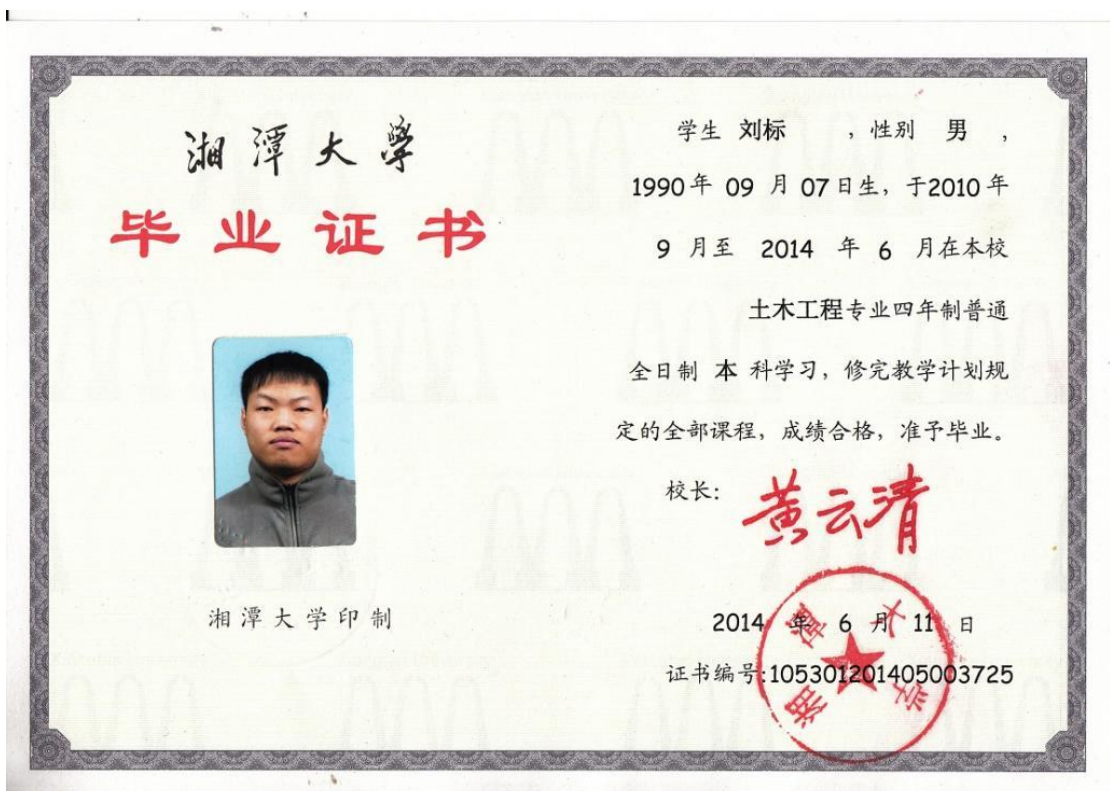 湘潭大學
毕业证书
湘潭大学印制
学生 刘标 ，性别 男 ，
1990年 09 月 07日生，于2010年
9 月至 2014 年 6 月在本校
土木工程专业四年制普通
全日制 本 科学习，修完教学计划规
定的全部课程，成绩合格，准予毕业。
校长：
黄云清
2014 年 6 月 11 日
证书编号:105301201405003725
湘潭大学